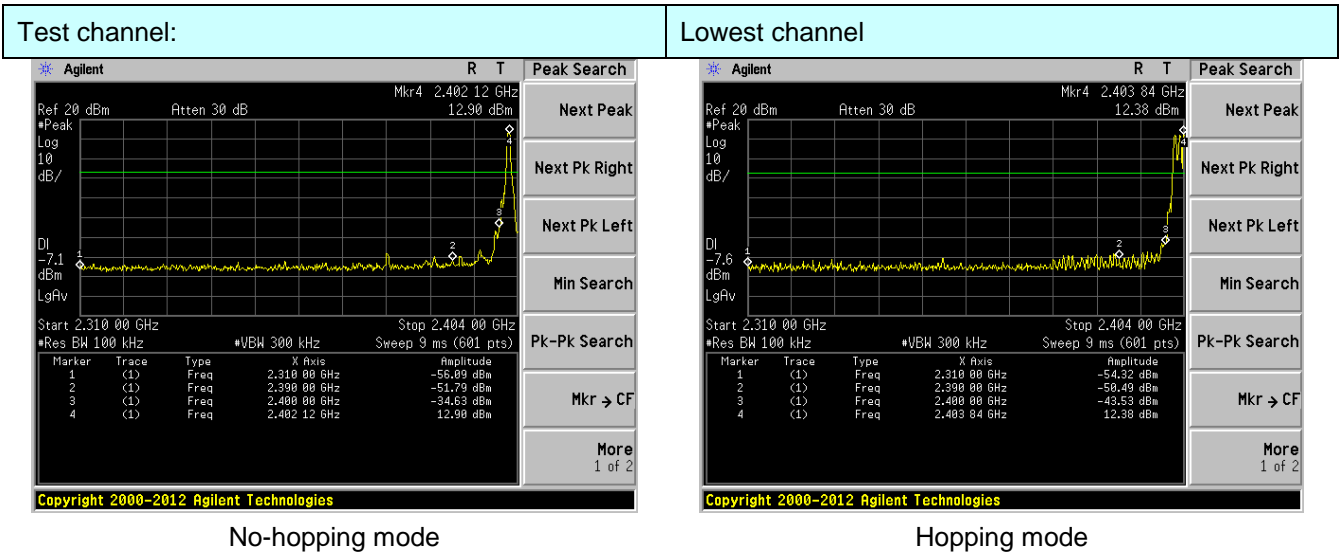 Test channel:
Lowest channel
Agilent R T
Mkr4 2.402 12 GHz
Ref 20 dBm Atten 30 dB 12.90 dBm
#Peak
Log
10
dB/
DI
-7.1
dBm
LgAv
1
2
3
4
Start 2.310 00 GHz Stop 2.404 00 GHz
#Res BW 100 kHz #VBW 300 kHz Sweep 9 ms (601 pts)
Marker Trace Type X Axis Amplitude
1 (1) Freq 2.310 00 GHz -56.09 dBm
2 (1) Freq 2.390 00 GHz -51.79 dBm
3 (1) Freq 2.400 00 GHz -34.63 dBm
4 (1) Freq 2.402 12 GHz 12.90 dBm
Copyright 2000-2012 Agilent Technologies
Peak Search
Next Peak
Next Pk Right
Next Pk Left
Min Search
Pk-Pk Search
Mkr → CF
More
1 of 2
No-hopping mode
Agilent R T
Mkr4 2.403 84 GHz
Ref 20 dBm Atten 30 dB 12.38 dBm
#Peak
Log
10
dB/
DI
-7.6
dBm
LgAv
1
2
3
4
Start 2.310 00 GHz Stop 2.404 00 GHz
#Res BW 100 kHz #VBW 300 kHz Sweep 9 ms (601 pts)
Marker Trace Type X Axis Amplitude
1 (1) Freq 2.310 00 GHz -54.32 dBm
2 (1) Freq 2.390 00 GHz -50.49 dBm
3 (1) Freq 2.400 00 GHz -43.53 dBm
4 (1) Freq 2.403 84 GHz 12.38 dBm
Copyright 2000-2012 Agilent Technologies
Peak Search
Next Peak
Next Pk Right
Next Pk Left
Min Search
Pk-Pk Search
Mkr → CF
More
1 of 2
Hopping mode